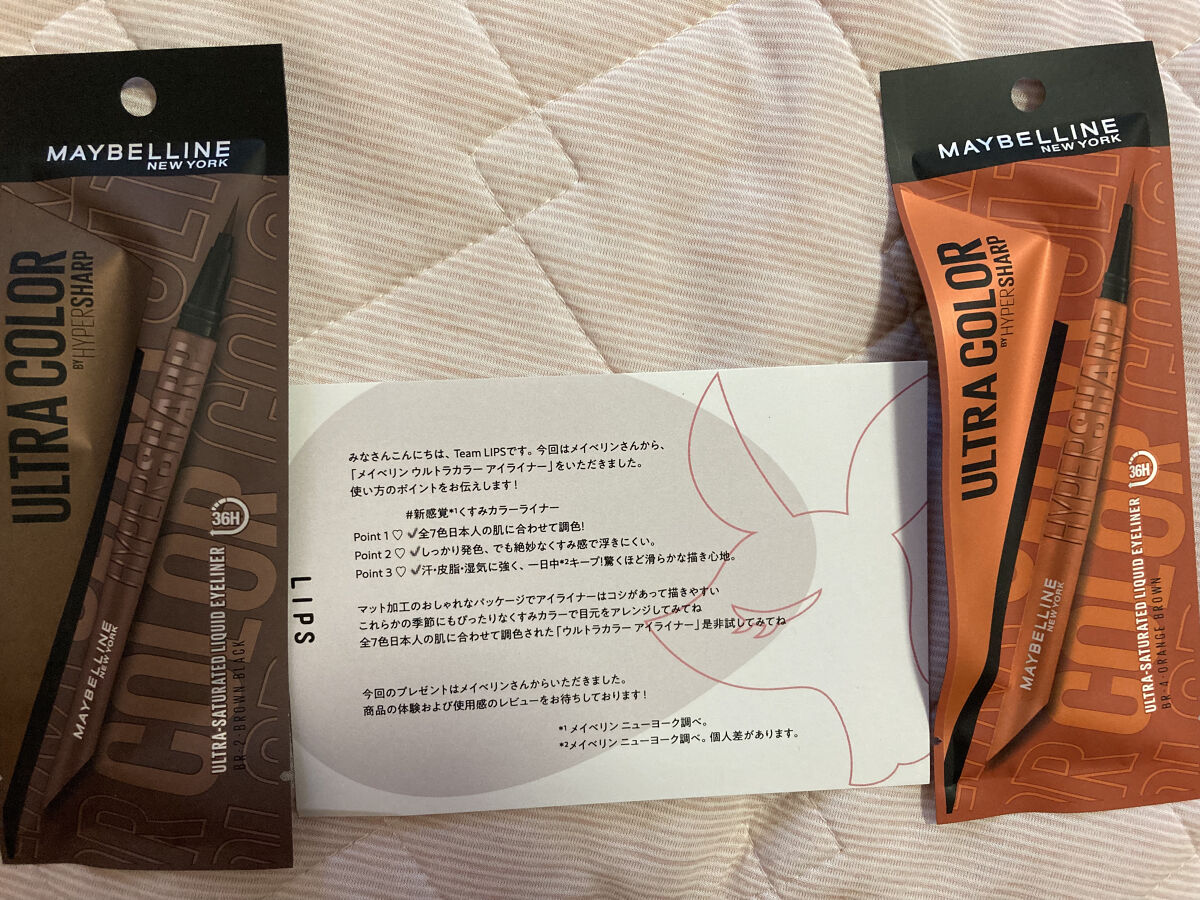 MAYBELLINE
NEW YORK
ULTRA COLOR
BY HYPERSHARP
HYPERSHARP
MAYBELLINE
NEW YORK
COLOR
36H
ULTRA-SATURATED LIQUID EYELINER
BR-2 BROWN BLACK
LIPS
みなさんこんにちは、Team LIPSです。今回はメイベリンさんから、
「メイベリン ウルトラカラー アイライナー」をいただきました。
使い方のポイントをお伝えします!
#新感覚*¹くすみカラーライナー
Point 1 ♡ ✔全7色日本人の肌に合わせて調色!
Point 2 ♡ ✔しっかり発色、でも絶妙なくすみ感で浮きにくい。
Point 3 ♡ ✔汗・皮脂・湿気に強く、一日中*²キープ!驚くほど滑らかな描き心地。
マット加工のおしゃれなパッケージでアイライナーはコシがあって描きやすい
これらかの季節にもぴったりなくすみカラーで目元をアレンジしてみてね
全7色日本人の肌に合わせて調色された「ウルトラカラー アイライナー」是非試してみてね
今回のプレゼントはメイベリンさんからいただきました。
商品の体験および使用感のレビューをお待ちしております!
*1 メイベリン ニューヨーク調べ。
*2メイベリン ニューヨーク調べ。個人差があります。
MAYBELLINE
NEW YORK
ULTRA COLOR
BY HYPERSHARP
HYPERSHARP
MAYBELLINE
NEW YORK
COLOR
36H
ULTRA-SATURATED LIQUID EYELINER
BR-4 ORANGE BROWN